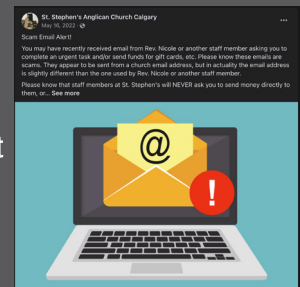 St. Stephen's Anglican Church Calgary
May 16, 2022 ·
Scam Email Alert!
You may have recently received email from Rev. Nicole or another staff member asking you to
complete an urgent task and/or send funds for gift cards, etc. Please know these emails are
scams. They appear to be sent from a church email address, but in actuality the email address
is slightly different than the one used by Rev. Nicole or another staff member.
Please know that staff members at St. Stephen's will NEVER ask you to send money directly to
them, or... See more
t
@
!